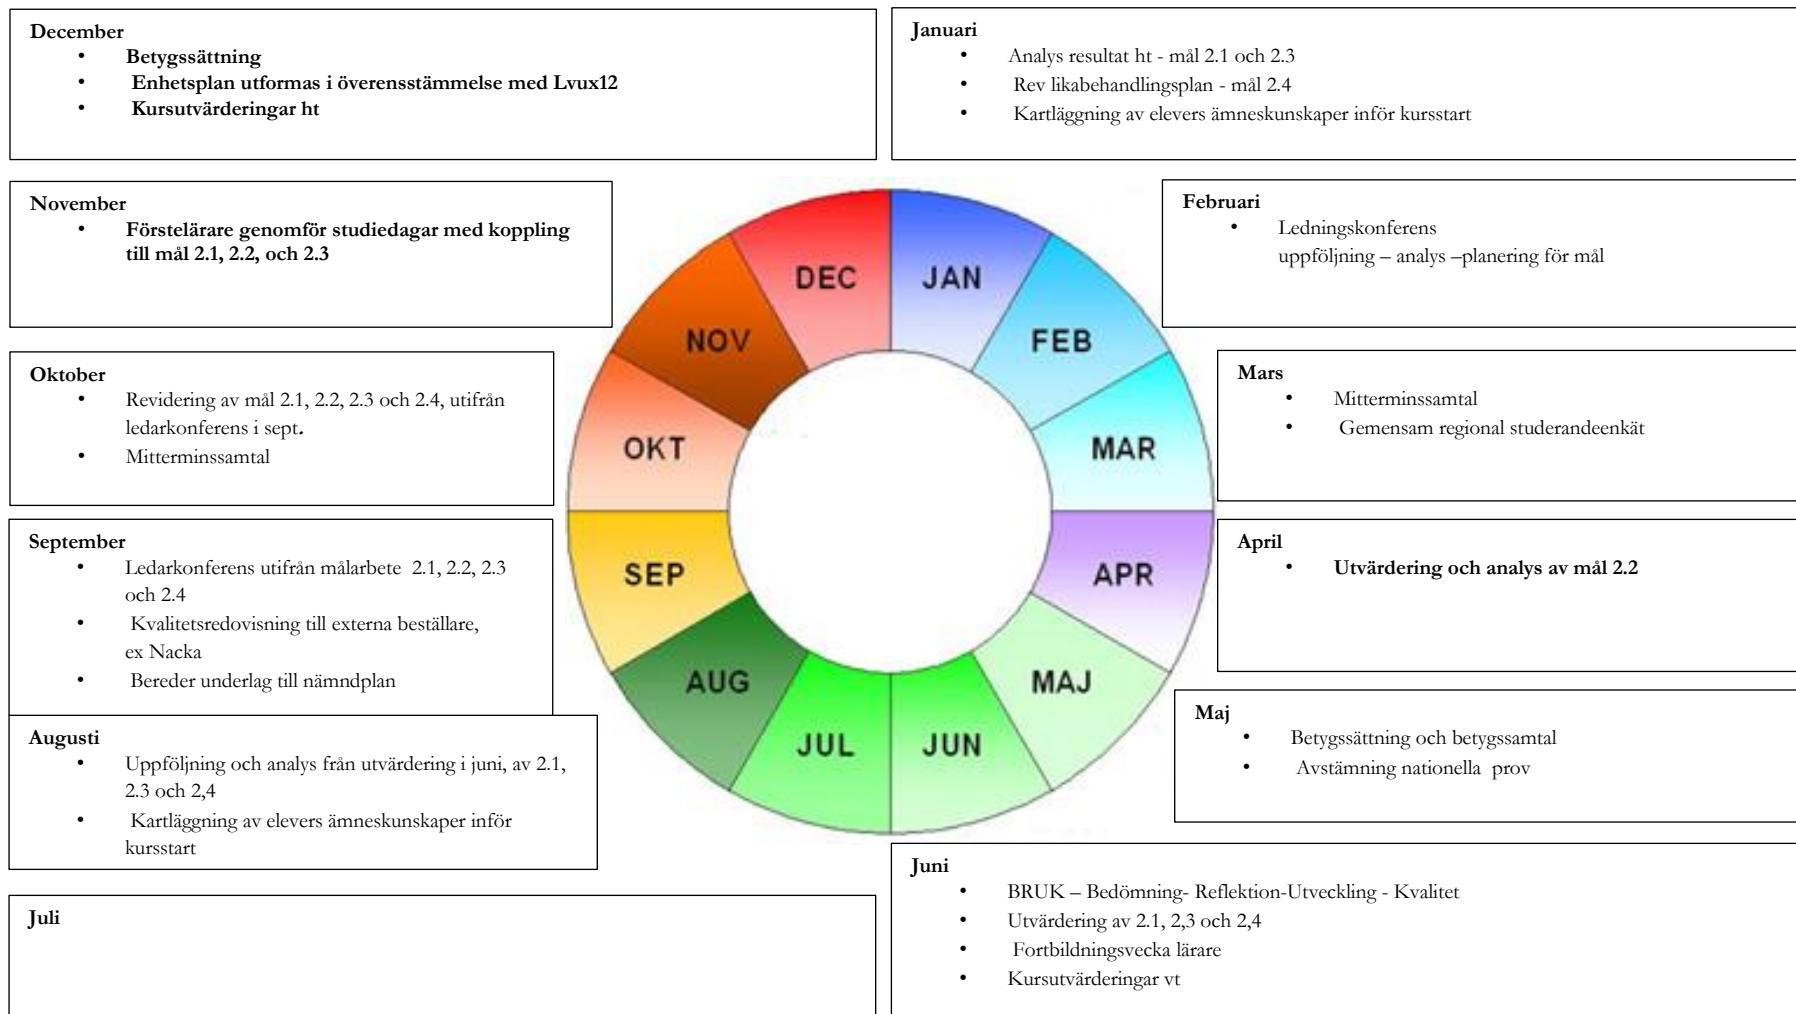 December
• Betygssättning
• Enhetsplan utformas i överensstämmelse med Lvux12
• Kursutvärderingar ht
Januari
• Analys resultat ht - mål 2.1 och 2.3
• Rev likabehandlingsplan - mål 2.4
• Kartläggning av elevers ämneskunskaper inför kursstart
November
• Förstelärare genomför studiedagar med koppling
till mål 2.1, 2.2, och 2.3
Februari
• Ledningskonferens
uppföljning – analys –planering för mål
Oktober
• Revidering av mål 2.1, 2.2, 2.3 och 2.4, utifrån
ledarkonferens i sept.
• Mitterminssamtal
Mars
• Mitterminssamtal
• Gemensam regional studerandeenkät
September
• Ledarkonferens utifrån målarbete 2.1, 2.2, 2.3
och 2.4
• Kvalitetsredovisning till externa beställare,
ex Nacka
• Bereder underlag till nämndplan
April
• Utvärdering och analys av mål 2.2
Augusti
• Uppföljning och analys från utvärdering i juni, av 2.1,
2.3 och 2,4
• Kartläggning av elevers ämneskunskaper inför
kursstart
Maj
• Betygssättning och betygssamtal
• Avstämning nationella prov
Juli
Juni
• BRUK – Bedömning- Reflektion-Utveckling - Kvalitet
• Utvärdering av 2.1, 2,3 och 2,4
• Fortbildningsvecka lärare
• Kursutvärderingar vt
JAN
FEB
MAR
APR
MAJ
JUN
JUL
AUG
SEP
OKT
NOV
DEC